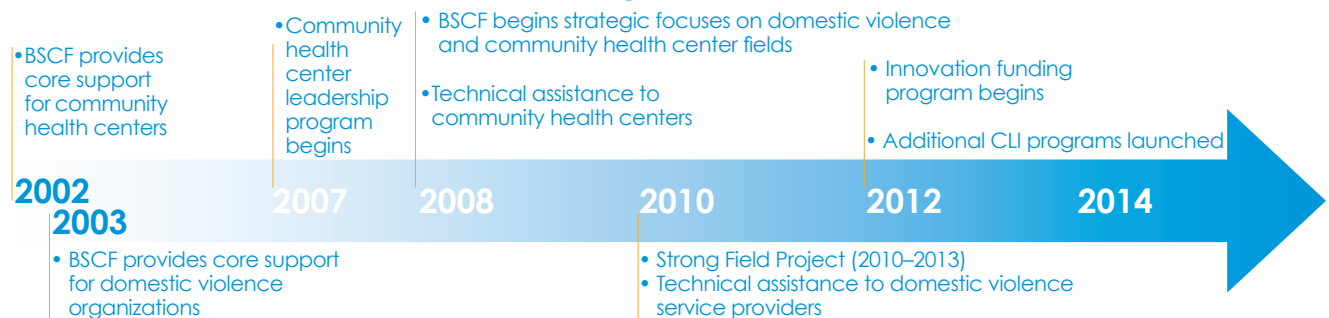 •BSCF provides
core support
for community
health centers
•Community
health
center
leadership
program
begins
• BSCF begins strategic focuses on domestic violence
and community health center fields
•Technical assistance to
community health centers
• Innovation funding
program begins
• Additional CLI programs launched
2002
2003
2007
2008
2010
2012
2014
• BSCF provides core support
for domestic violence
organizations
• Strong Field Project (2010–2013)
• Technical assistance to domestic violence
service providers